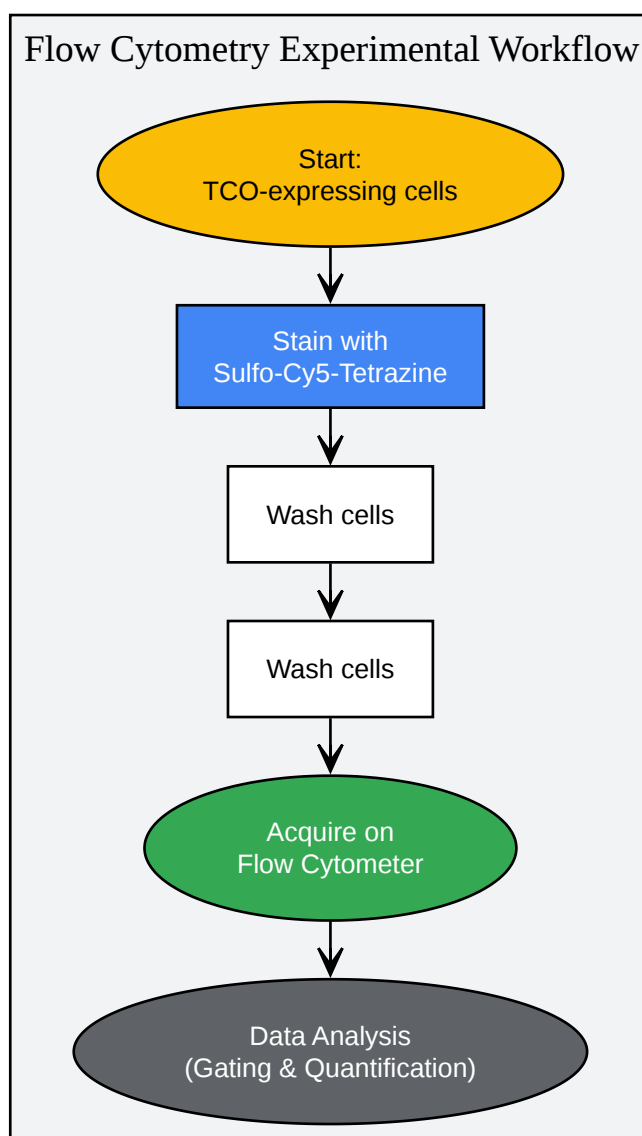 Flow Cytometry Experimental Workflow
Start:
TCO-expressing cells
Stain with
Sulfo-Cy5-Tetrazine
Wash cells
Wash cells
Acquire on
Flow Cytometer
Data Analysis
(Gating & Quantification)